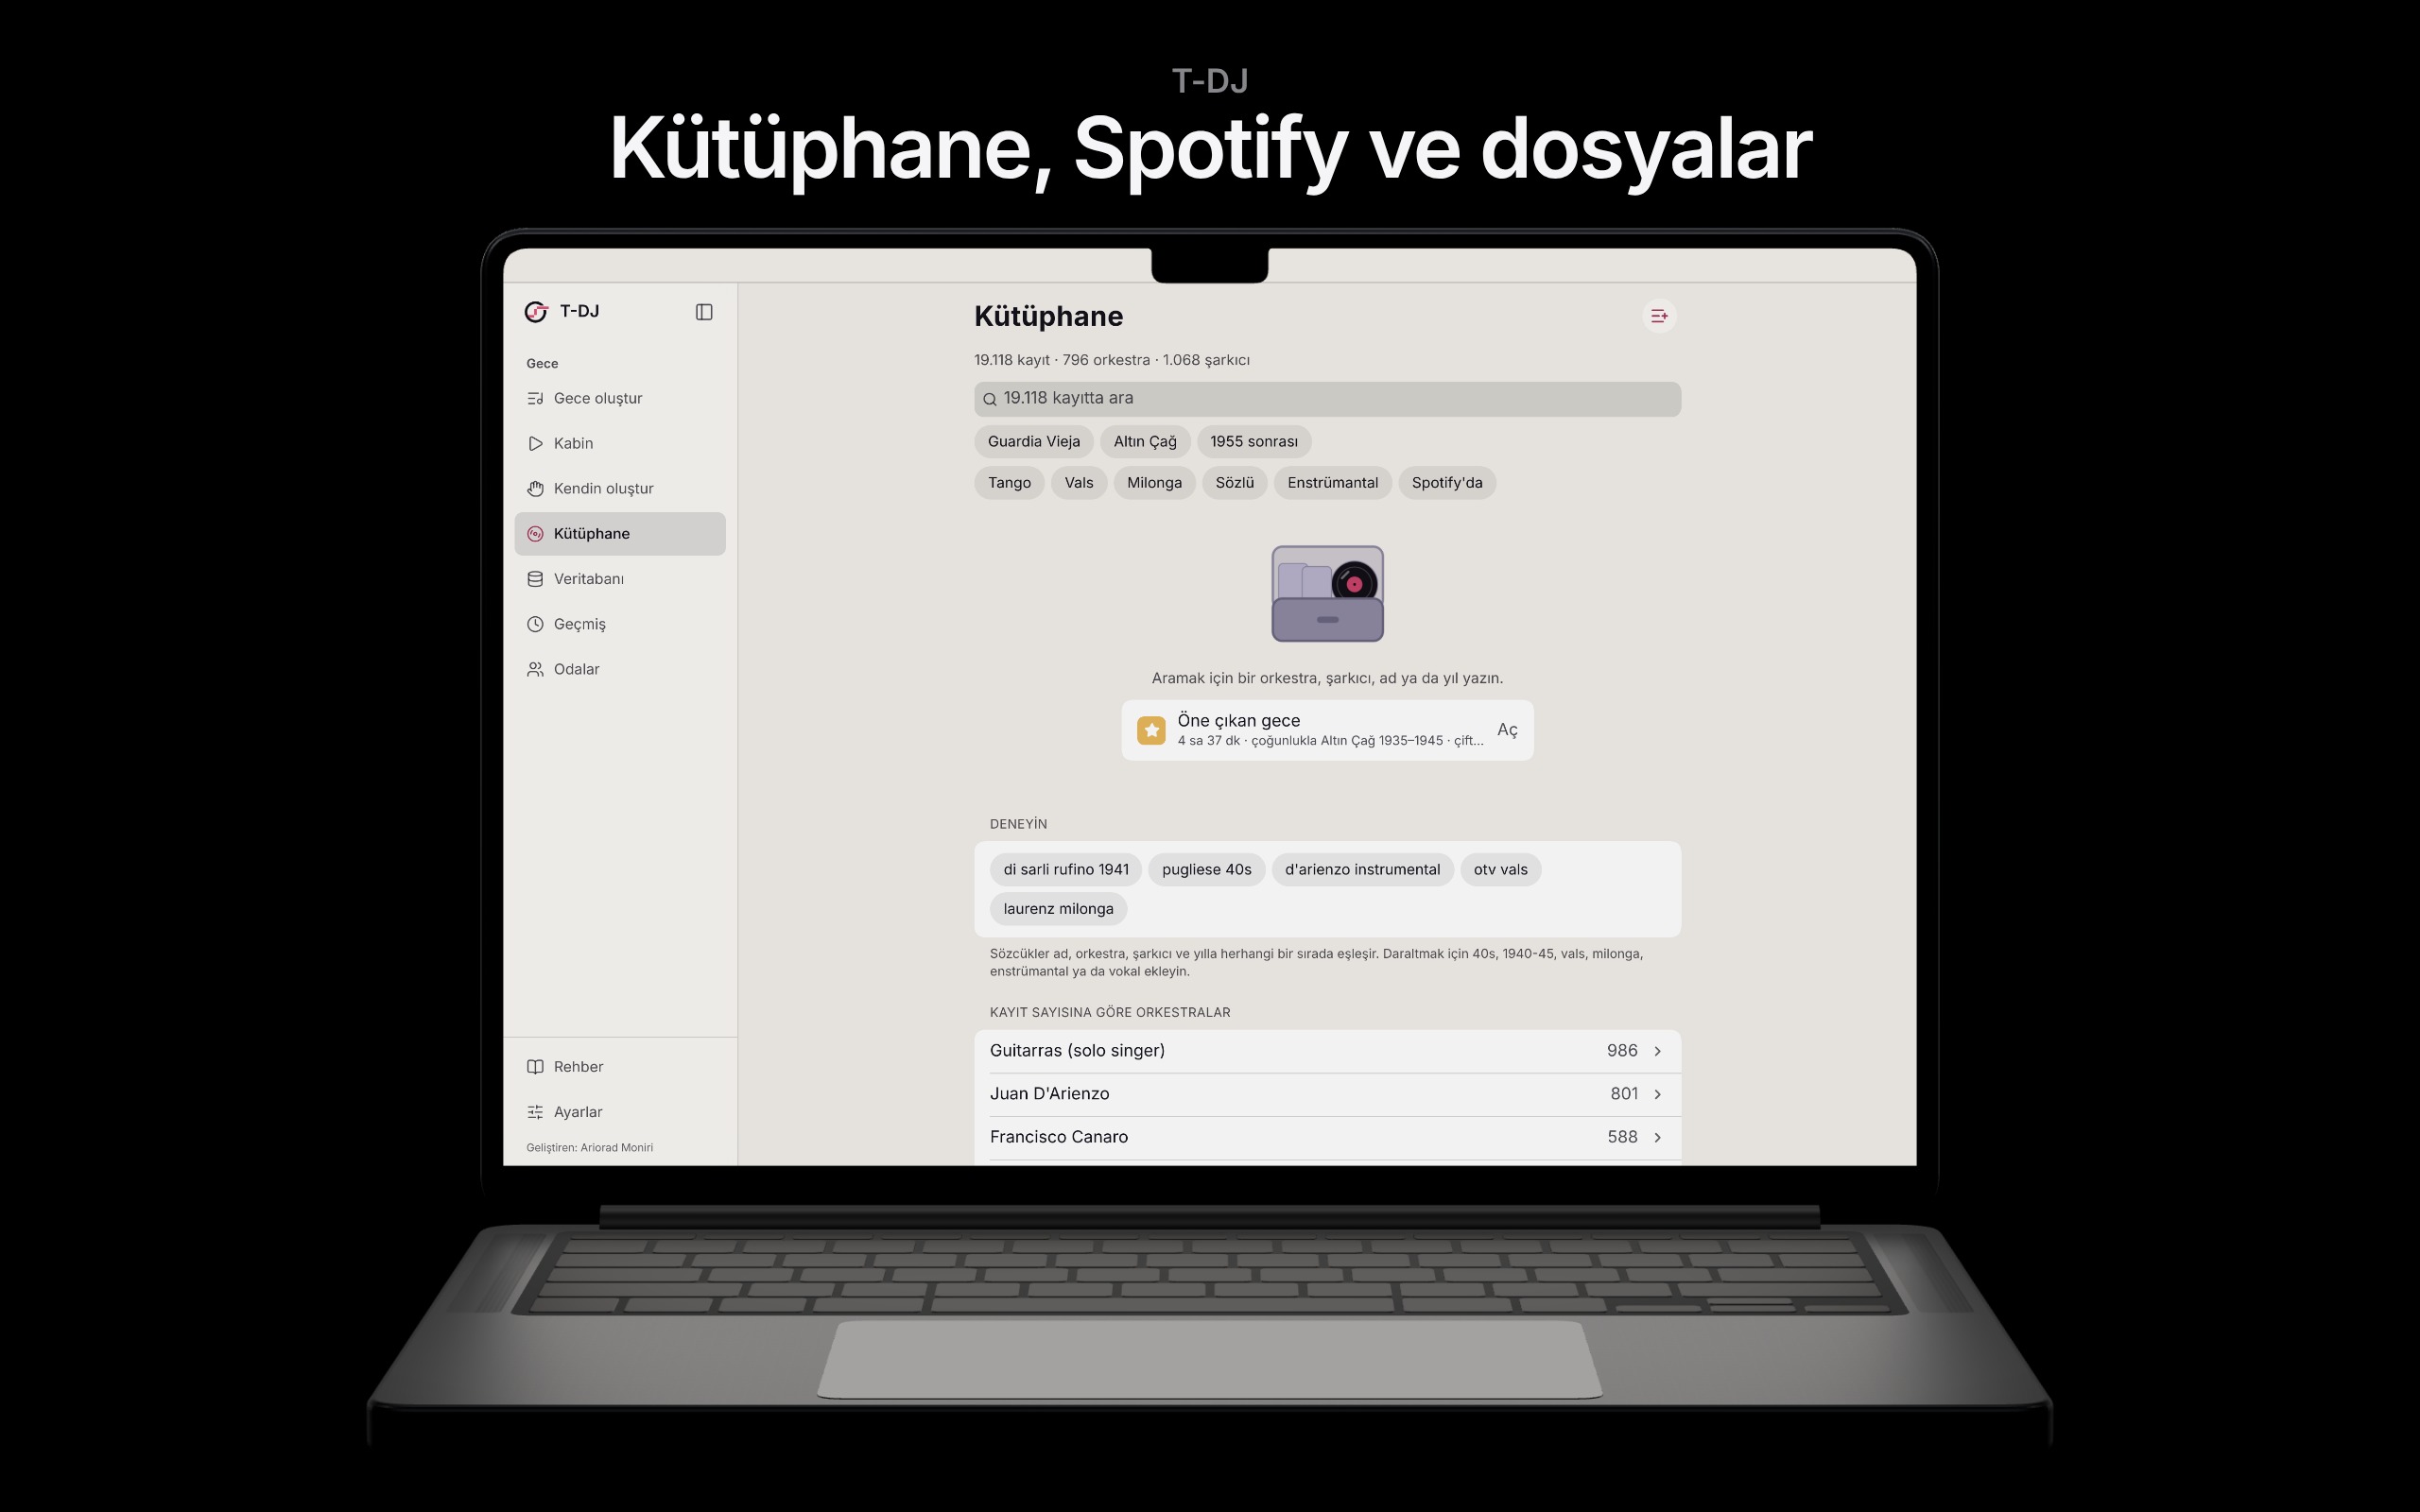 T-DJ
Kütüphane, Spotify ve dosyalar
T-DJ
Gece
Gece oluştur
Kabin
Kendin oluştur
Kütüphane
Veritabanı
Geçmiş
Odalar
Rehber
Ayarlar
Geliştiren: Ariorad Moniri
Kütüphane
19.118 kayıt · 796 orkestra · 1.068 şarkıcı
19.118 kayıtta ara
Guardia Vieja Altın Çağ 1955 sonrası
Tango Vals Milonga Sözlü Enstrümantal Spotify'da
Aramak için bir orkestra, şarkıcı, ad ya da yıl yazın.
Öne çıkan gece
4 sa 37 dk · çoğunlukla Altın Çağ 1935–1945 · çift...
Aç
DENEYİN
di sarli rufino 1941 pugliese 40s d'arienzo instrumental otv vals
laurenz milonga
Sözcükler ad, orkestra, şarkıcı ve yılla herhangi bir sırada eşleşir. Daraltmak için 40s, 1940-45, vals, milonga,
enstrümantal ya da vokal ekleyin.
KAYIT SAYISINA GÖRE ORKESTRALAR
Guitarras (solo singer) 986
Juan D'Arienzo 801
Francisco Canaro 588